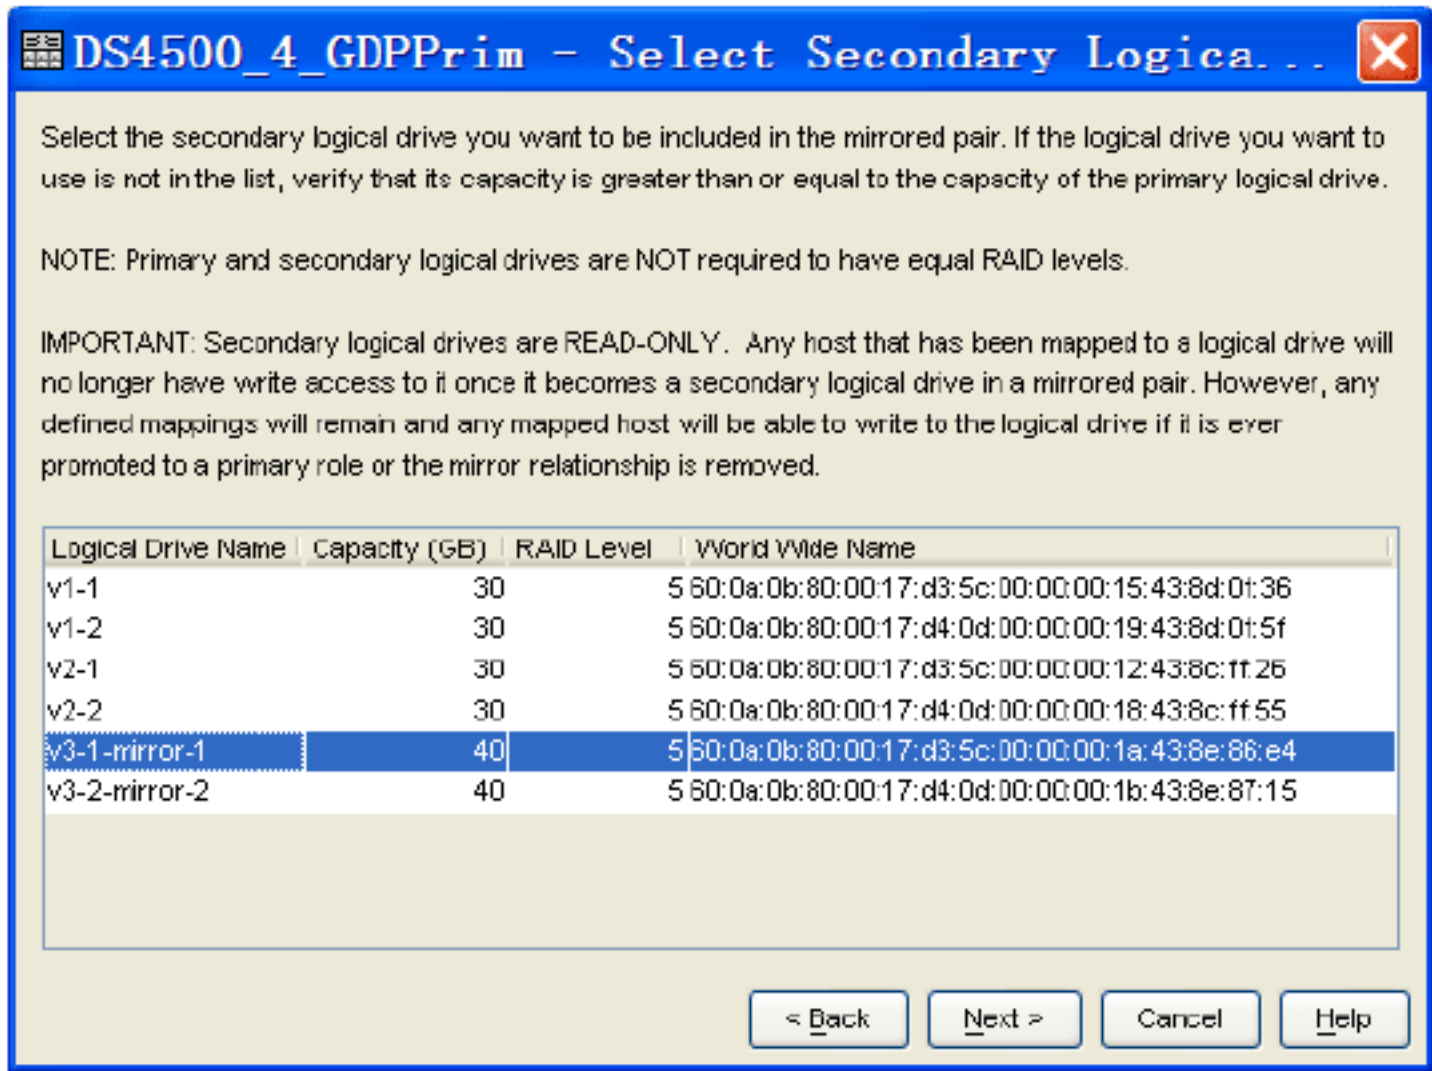 DS4500_4_GDPPrim - Select Secondary Logica...
Select the secondary logical drive you want to be included in the mirrored pair. If the logical drive you want to
use is not in the list, verify that its capacity is greater than or equal to the capacity of the primary logical drive.
NOTE: Primary and secondary logical drives are NOT required to have equal RAID levels.
IMPORTANT: Secondary logical drives are READ-ONLY. Any host that has been mapped to a logical drive will
no longer have write access to it once it becomes a secondary logical drive in a mirrored pair. However, any
defined mappings will remain and any mapped host will be able to write to the logical drive if it is ever
promoted to a primary role or the mirror relationship is removed.
Logical Drive Name Capacity (GB) RAID Level World Wide Name
v1-1 30 5 60:0a:0b:80:00:17:d3:5c:00:00:00:15:43:8d:0f:36
v1-2 30 5 60:0a:0b:80:00:17:d4:0d:00:00:00:19:43:8d:0f:5f
v2-1 30 5 60:0a:0b:80:00:17:d3:5c:00:00:00:12:43:8c:ff:26
v2-2 30 5 60:0a:0b:80:00:17:d4:0d:00:00:00:18:43:8c:ff:55
v3-1-mirror-1 40 5 60:0a:0b:80:00:17:d3:5c:00:00:00:1a:43:8e:86:e4
v3-2-mirror-2 40 5 60:0a:0b:80:00:17:d4:0d:00:00:00:1b:43:8e:87:15
< Back Next > Cancel Help